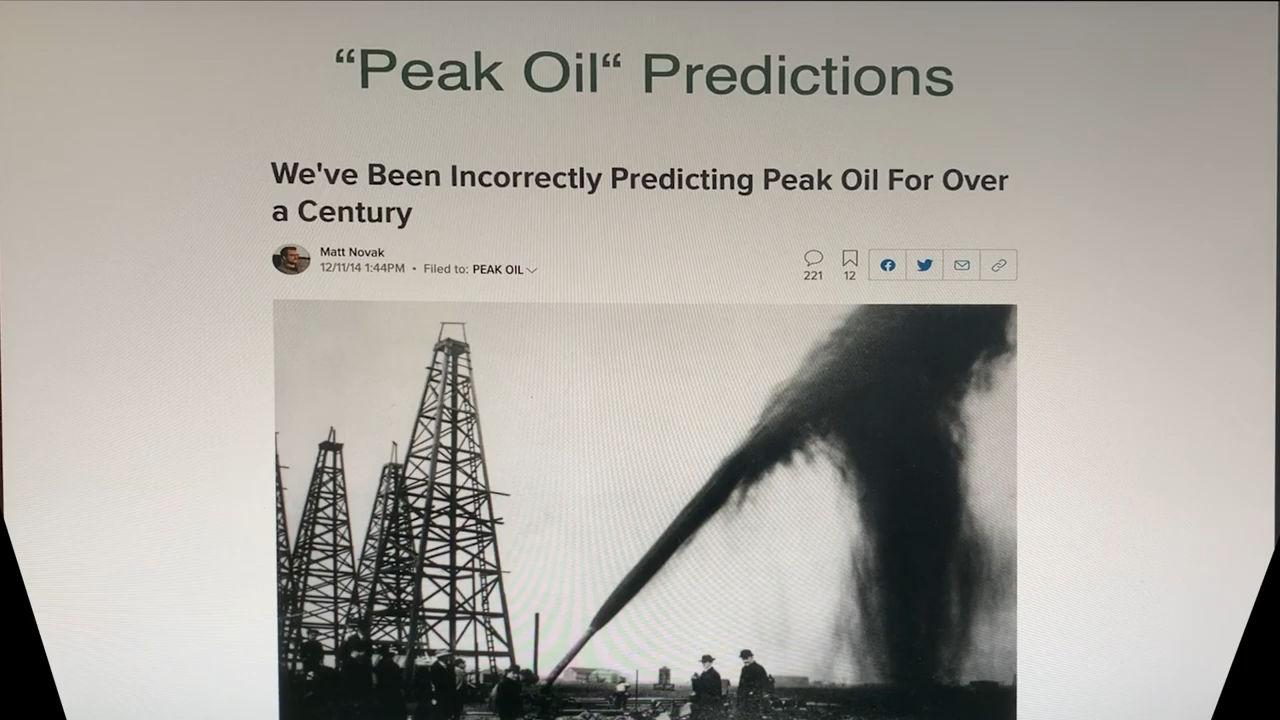 “Peak Oil“ Predictions
We've Been Incorrectly Predicting Peak Oil For Over
a Century
Matt Novak
12/11/14 1:44PM • Filed to: PEAK OIL
221
12